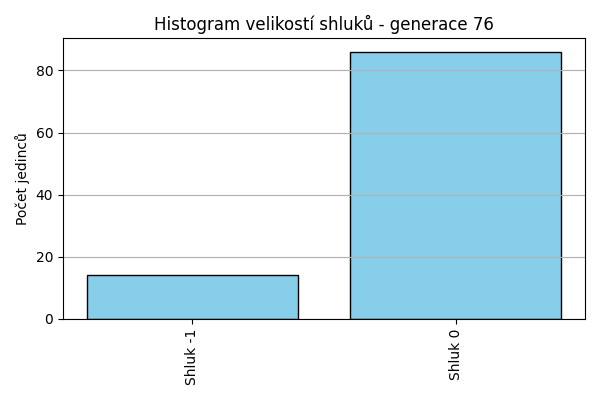 Histogram velikostí shluků - generace 76
Počet jedinců
80
60
40
20
0
Shluk -1
Shluk 0